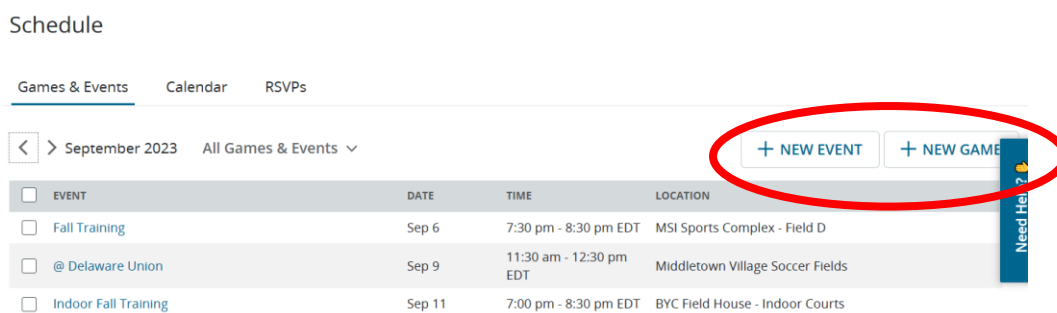 Schedule
Games & Events Calendar RSVPs
September 2023 All Games & Events + NEW EVENT + NEW GAME
EVENT DATE TIME LOCATION
Fall Training Sep 6 7:30 pm - 8:30 pm EDT MSI Sports Complex - Field D
@ Delaware Union Sep 9 11:30 am - 12:30 pm EDT Middletown Village Soccer Fields
Indoor Fall Training Sep 11 7:00 pm - 8:30 pm EDT BYC Field House - Indoor Courts
Need Help?